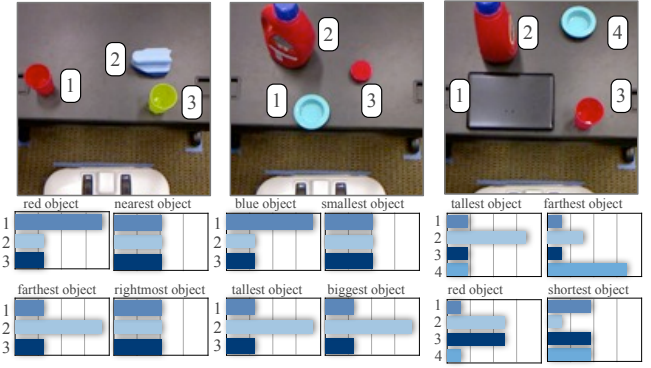 1
2
3
1
2
3
1
2
3
4
red object
nearest object
1
2
3
farthest object
rightmost object
1
2
3
blue object
smallest object
1
2
3
tallest object
biggest object
1
2
3
tallest object
farthest object
1
2
3
4
red object
shortest object
1
2
3
4